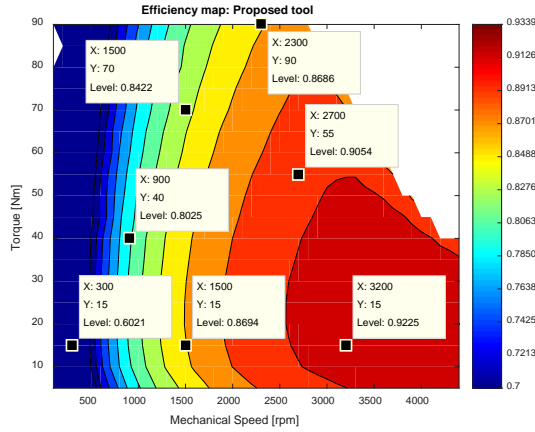 Efficiency map: Proposed tool
90
80
70
60
50
40
30
20
10
Torque [Nm]
500
1000
1500
2000
2500
3000
3500
4000
Mechanical Speed [rpm]
X: 1500
Y: 70
Level: 0.8422
X: 2300
Y: 90
Level: 0.8686
X: 2700
Y: 55
Level: 0.9054
X: 900
Y: 40
Level: 0.8025
X: 300
Y: 15
Level: 0.6021
X: 1500
Y: 15
Level: 0.8694
X: 3200
Y: 15
Level: 0.9225
0.9339
0.9126
0.8913
0.8701
0.8488
0.8276
0.8063
0.785
0.7638
0.7425
0.7213
0.7